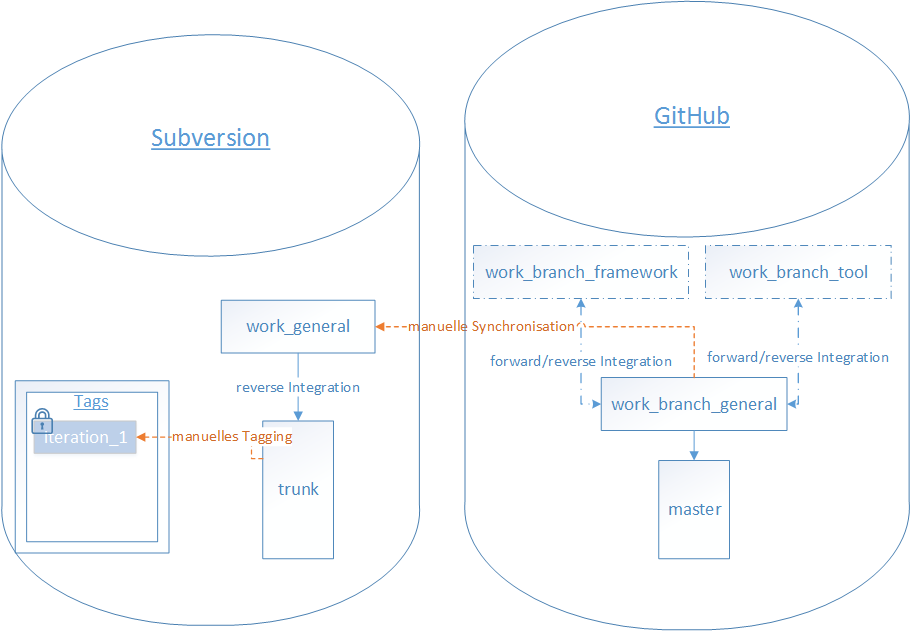 Subversion
GitHub
work_branch_framework
work_branch_tool
work_general
manuelle Synchronisation
forward/reverse Integration
forward/reverse Integration
reverse Integration
work_branch_general
Tags
iteration_1
manuelles Tagging
trunk
master